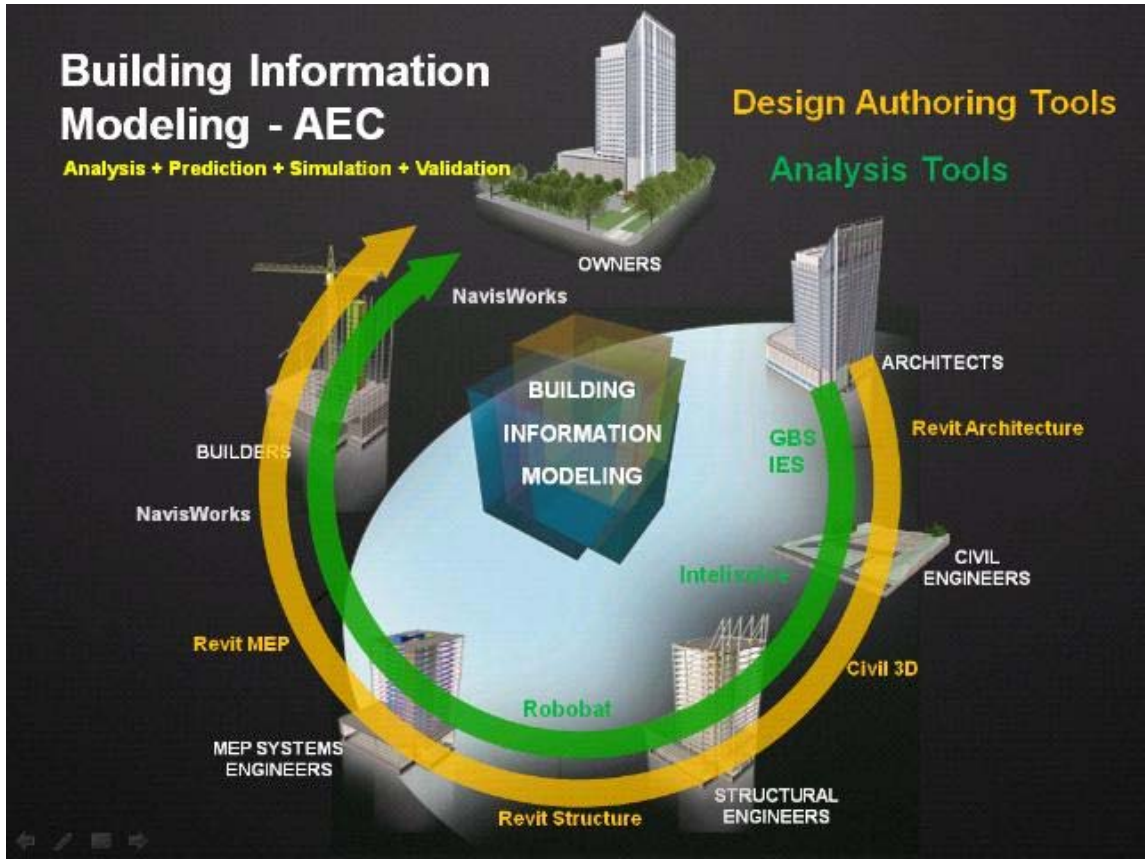 Building Information
Modeling - AEC
Analysis + Prediction + Simulation + Validation
Design Authoring Tools
Analysis Tools
OWNERS
NavisWorks
ARCHITECTS
Revit Architecture
BUILDING
INFORMATION
MODELING
GBS
IES
BUILDERS
NavisWorks
CIVIL
ENGINEERS
Revit MEP
Civil 3D
Robobat
MEP SYSTEMS
ENGINEERS
STRUCTURAL
ENGINEERS
Revit Structure